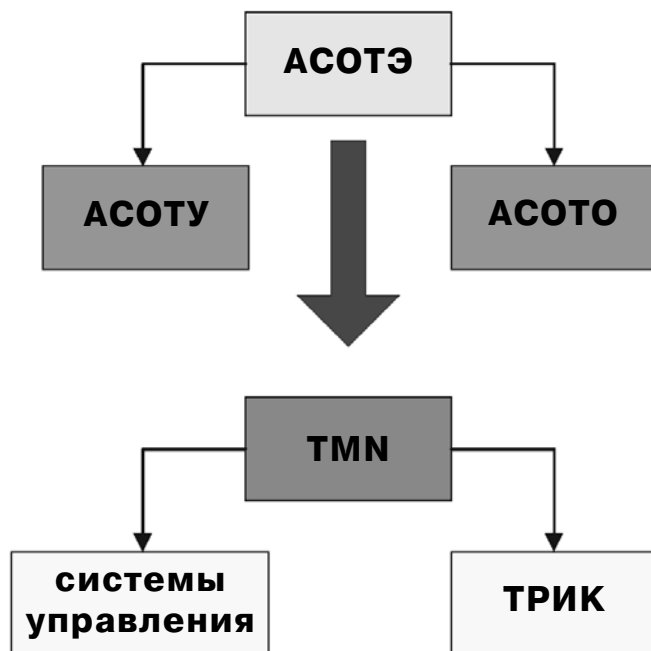 АСОТЭ
АСОТУ
АСОТО
TMN
системы
управления
ТРИК